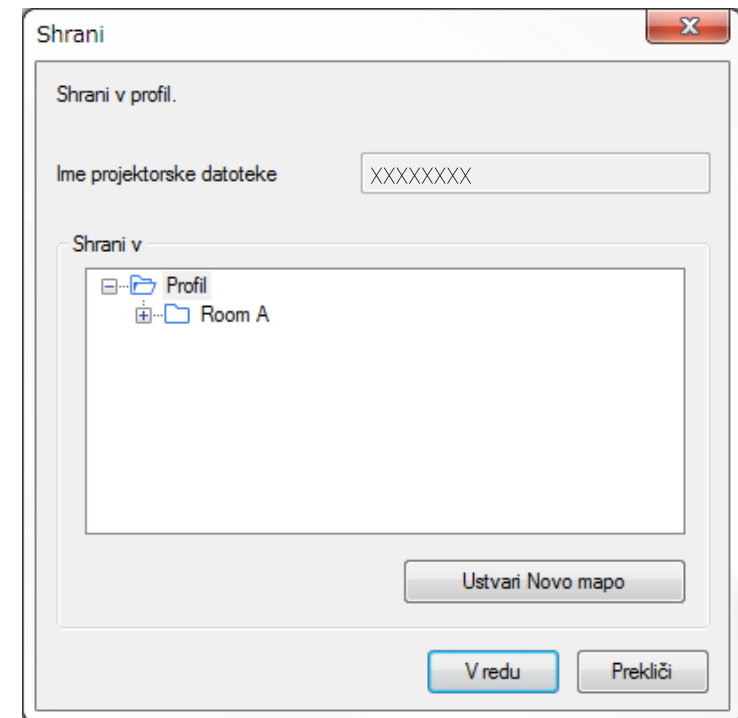 Shrani
Shrani v profil.
Ime projektorske datoteke XXXXXXXX
Shrani v
Profil
Room A
Ustvari Novo mapo
V redu Prekliči